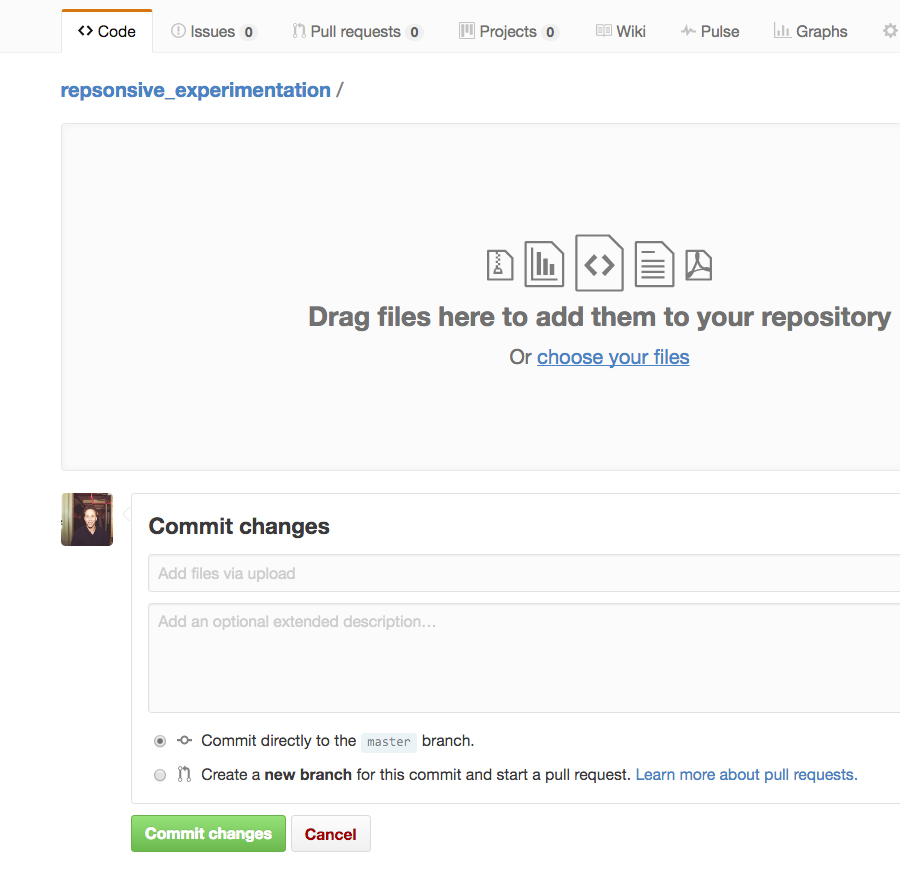 Code Issues 0 Pull requests 0 Projects 0 Wiki Pulse Graphs
repsonsive_experimentation /
Drag files here to add them to your repository
Or choose your files
Commit changes
Add files via upload
Add an optional extended description…
Commit directly to the master branch.
Create a new branch for this commit and start a pull request. Learn more about pull requests.
Commit changes Cancel